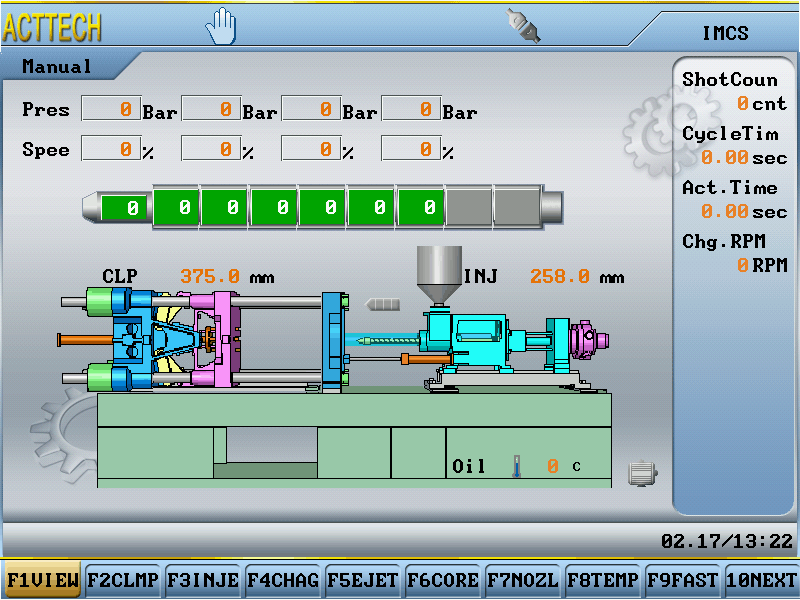 ACTTECH
IMCS
Manual
Pres 0 Bar 0 Bar 0 Bar 0 Bar
Spee 0 % 0 % 0 % 0 %
ShotCoun
0 cnt
CycleTim
0.00 sec
Act.Time
0.00 sec
Chg.RPM
0 RPM
0 0 0 0 0 0 0
CLP 375.0 mm INJ 258.0 mm
Oil 0 C
02.17/13:22
F1VIEW F2CLMP F3INJE F4CHAG F5EJET F6CORE F7NOZL F8TEMP F9FAST 10NEXT